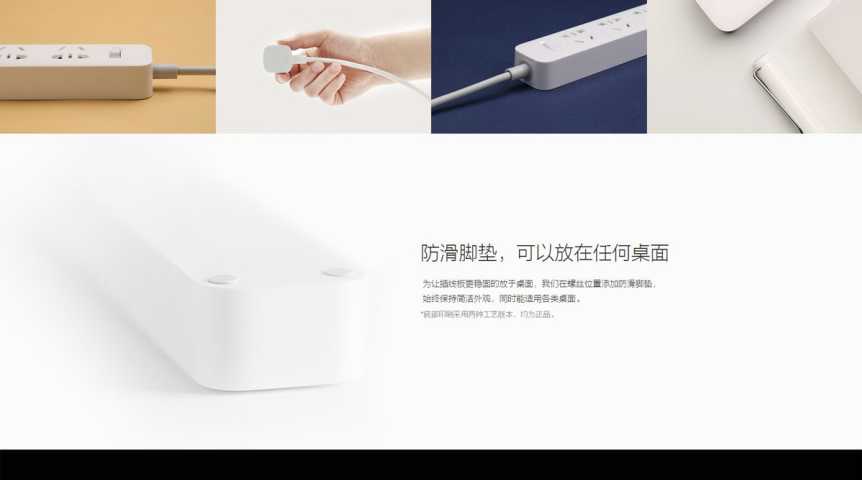 防滑脚垫，可以放在任何桌面
为让插线板更稳固的放于桌面，我们在螺丝位置添加防滑脚垫，
始终保持简洁外观，同时能适用各类桌面。
*底部印刷采用两种工艺版本，均为正品。